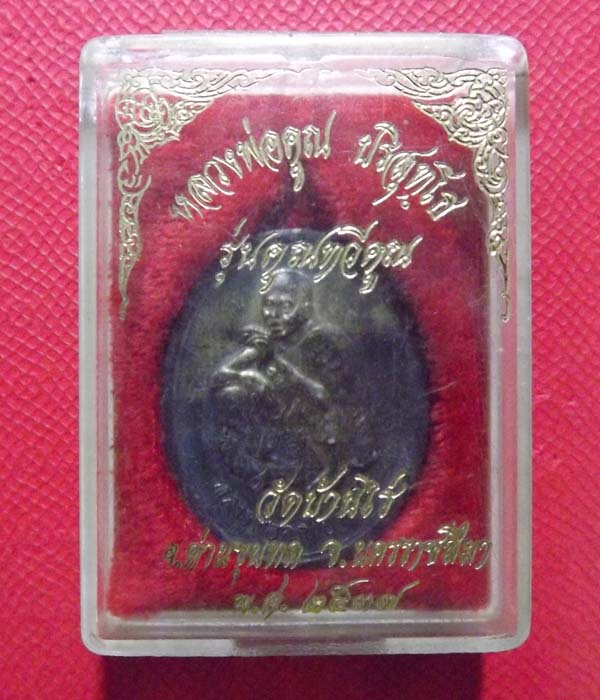 หลวงพ่อคูณ ปริสุทฺโธ
รุ่นคูณทวีคูณ
วัดบ้านไร่
อ.ด่านขุนทด จ.นครราชสีมา
พ.ศ. ๒๕๓๗